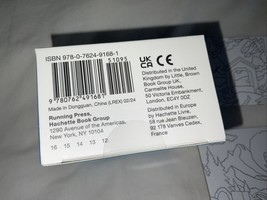 ISBN 978-0-7624-9168-1
51095
9 780762 491681
Made in Dongguan, China (LREX) 02/24
Running Press,
Hachette Book Group
1290 Avenue of the Americas,
New York, NY 10104
16 15 14 13 12
UK
CA CE
Distributed in the United
Kingdom by Little, Brown
Book Group UK,
Carmelite House,
50 Victoria Embankment,
London, EC4Y 0DZ
Distributed in Europe
by Hachette Livre,
58 rue Jean Bleuzen,
92 178 Vanves Cedex,
France